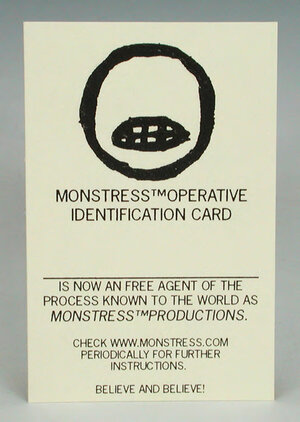 MONSTRESS™OPERATIVE
IDENTIFICATION CARD
IS NOW AN FREE AGENT OF THE
PROCESS KNOWN TO THE WORLD AS
MONSTRESS™PRODUCTIONS.
CHECK WWW.MONSTRESS.COM
PERIODICALLY FOR FURTHER
INSTRUCTIONS.
BELIEVE AND BELIEVE!